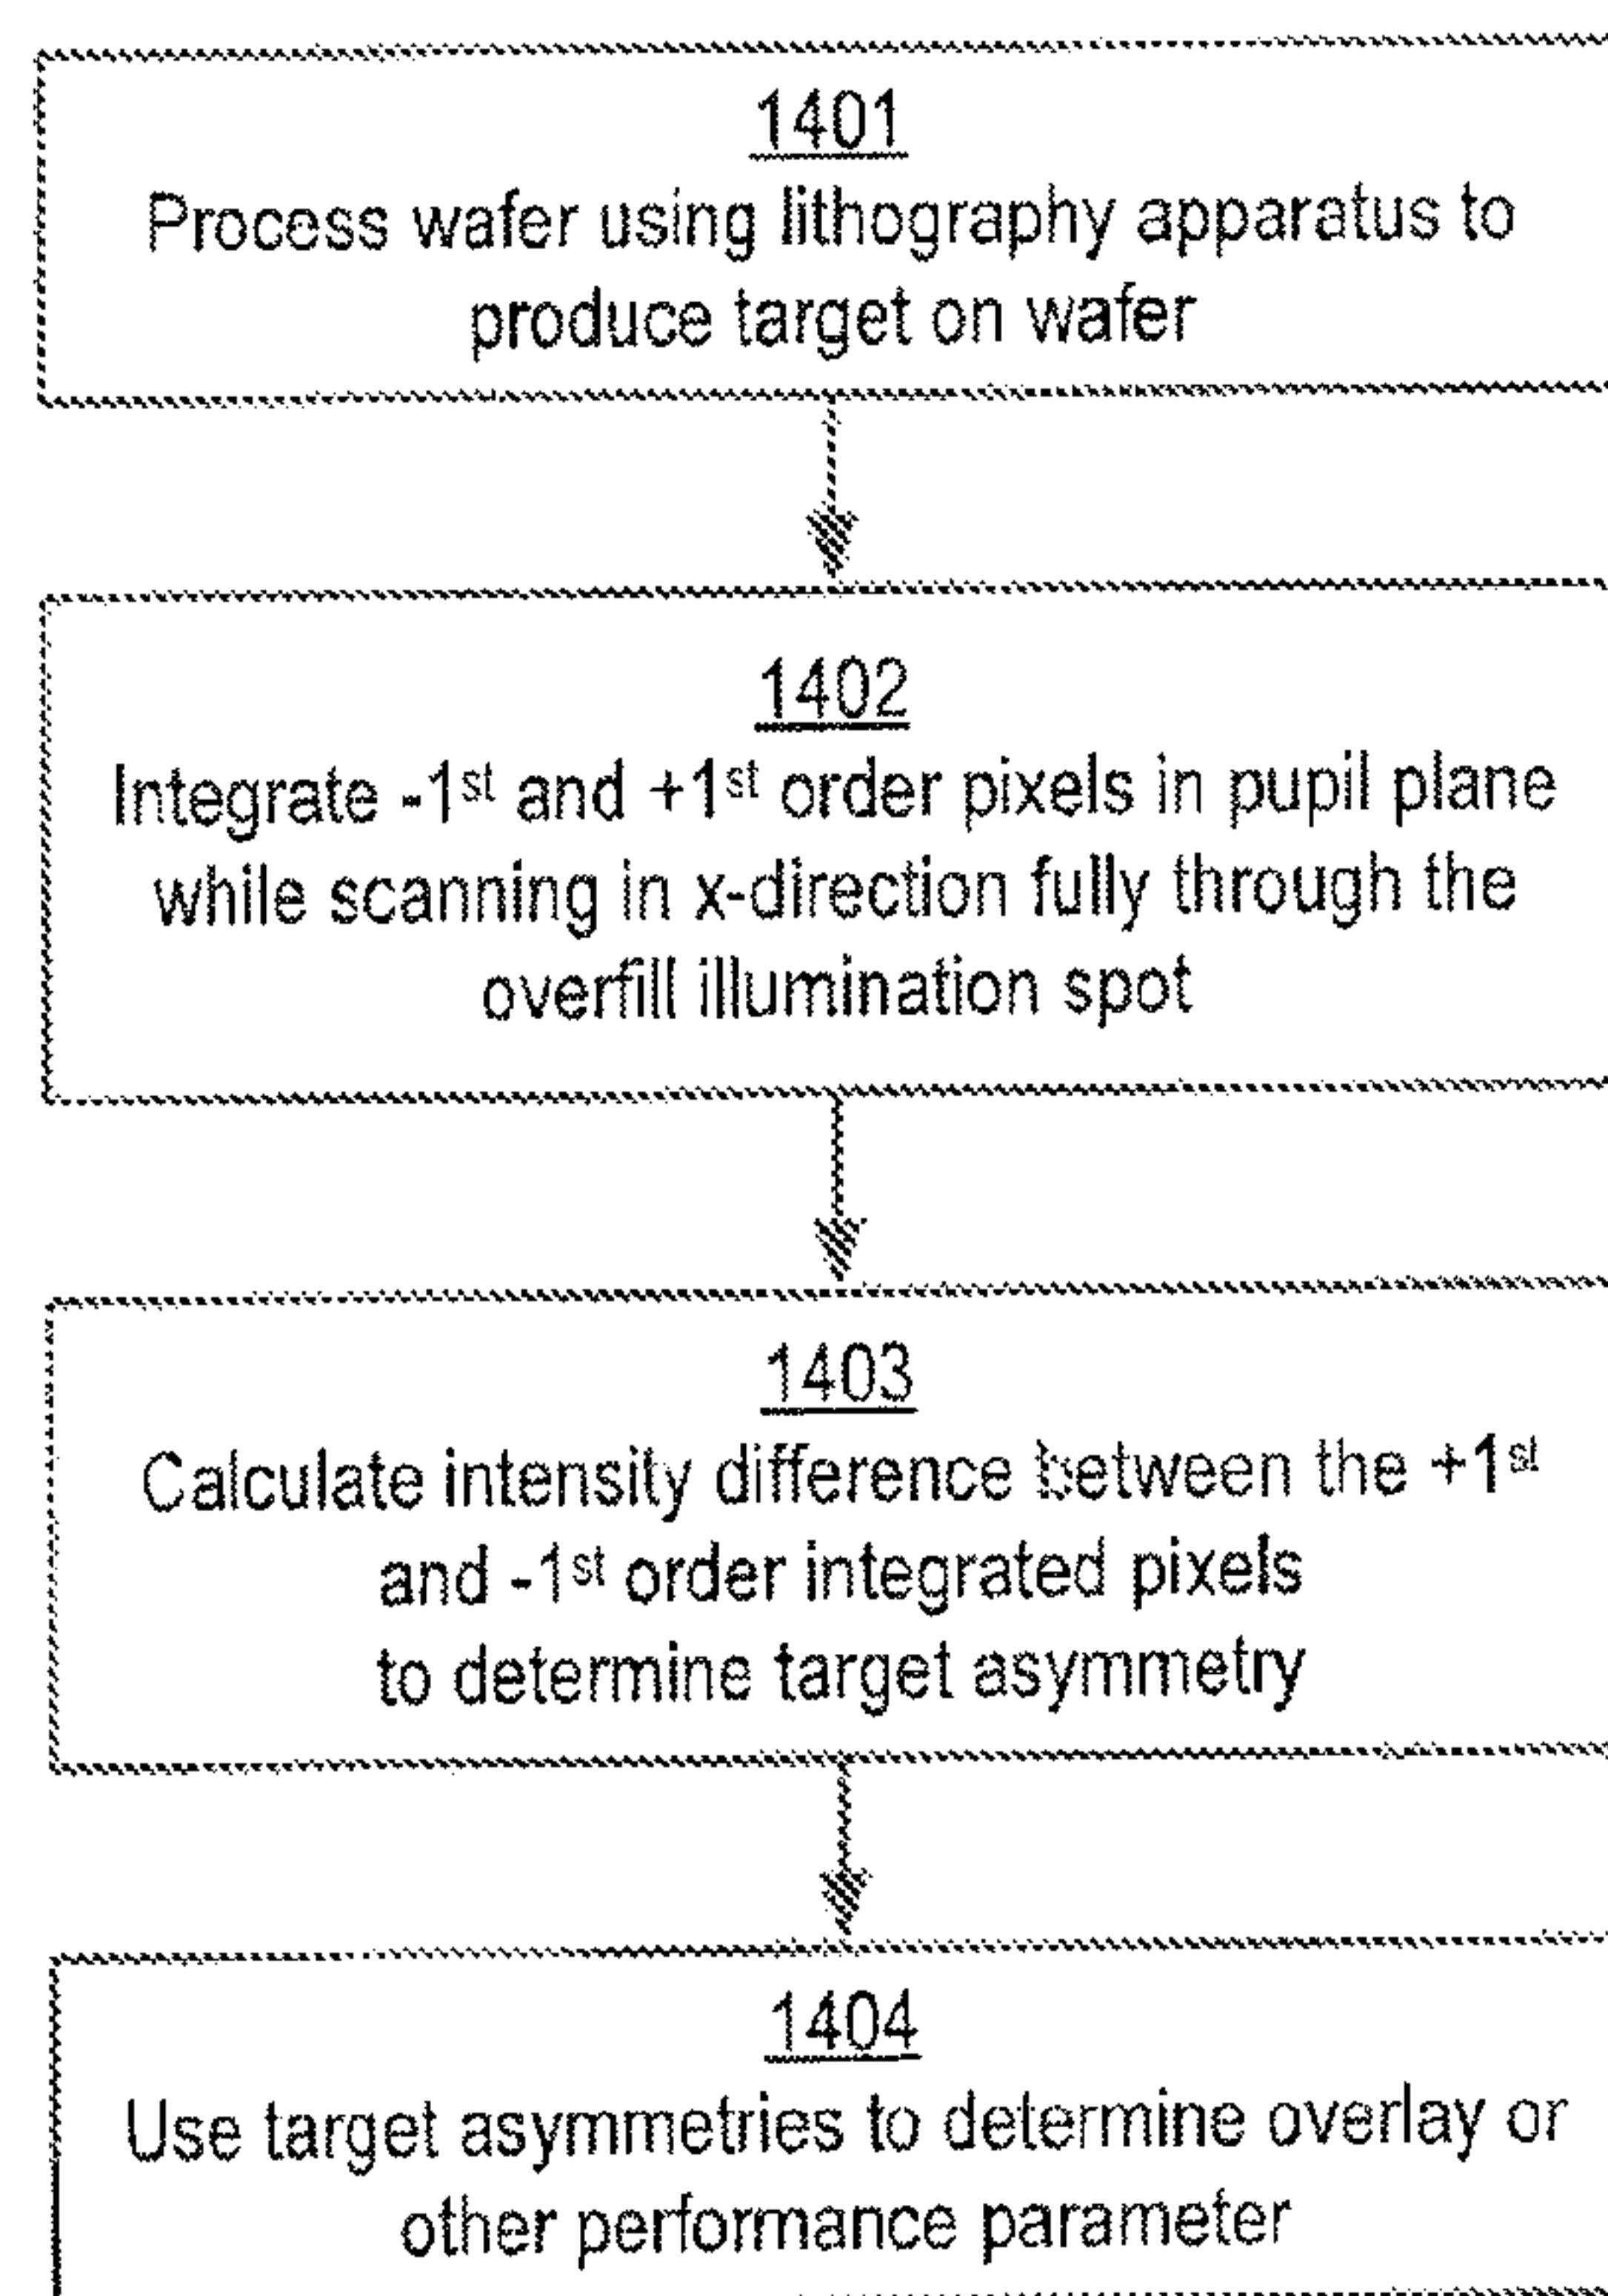 1401
Process wafer using lithography apparatus to
produce target on wafer
1402
Integrate -1st and +1st order pixels in pupil plane
while scanning in x-direction fully through the
overfill illumination spot
1403
Calculate intensity difference between the +1st
and -1st order integrated pixels
to determine target asymmetry
1404
Use target asymmetries to determine overlay or
other performance parameter